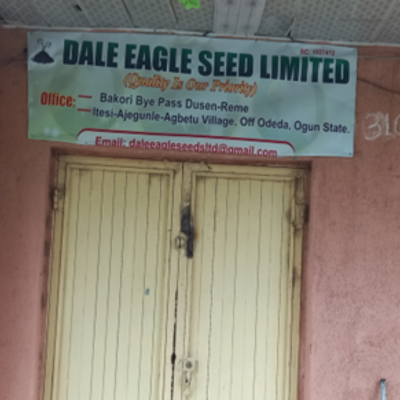 DALE EAGLE SEED LIMITED
(Quality Is Our Priority)
Office: Bakori Bye Pass Dusen-Reme
Itesi-Ajegunle-Agbetu Village, Off Odeda, Ogun State.
Email: daleeagleseedsltd@gmail.com